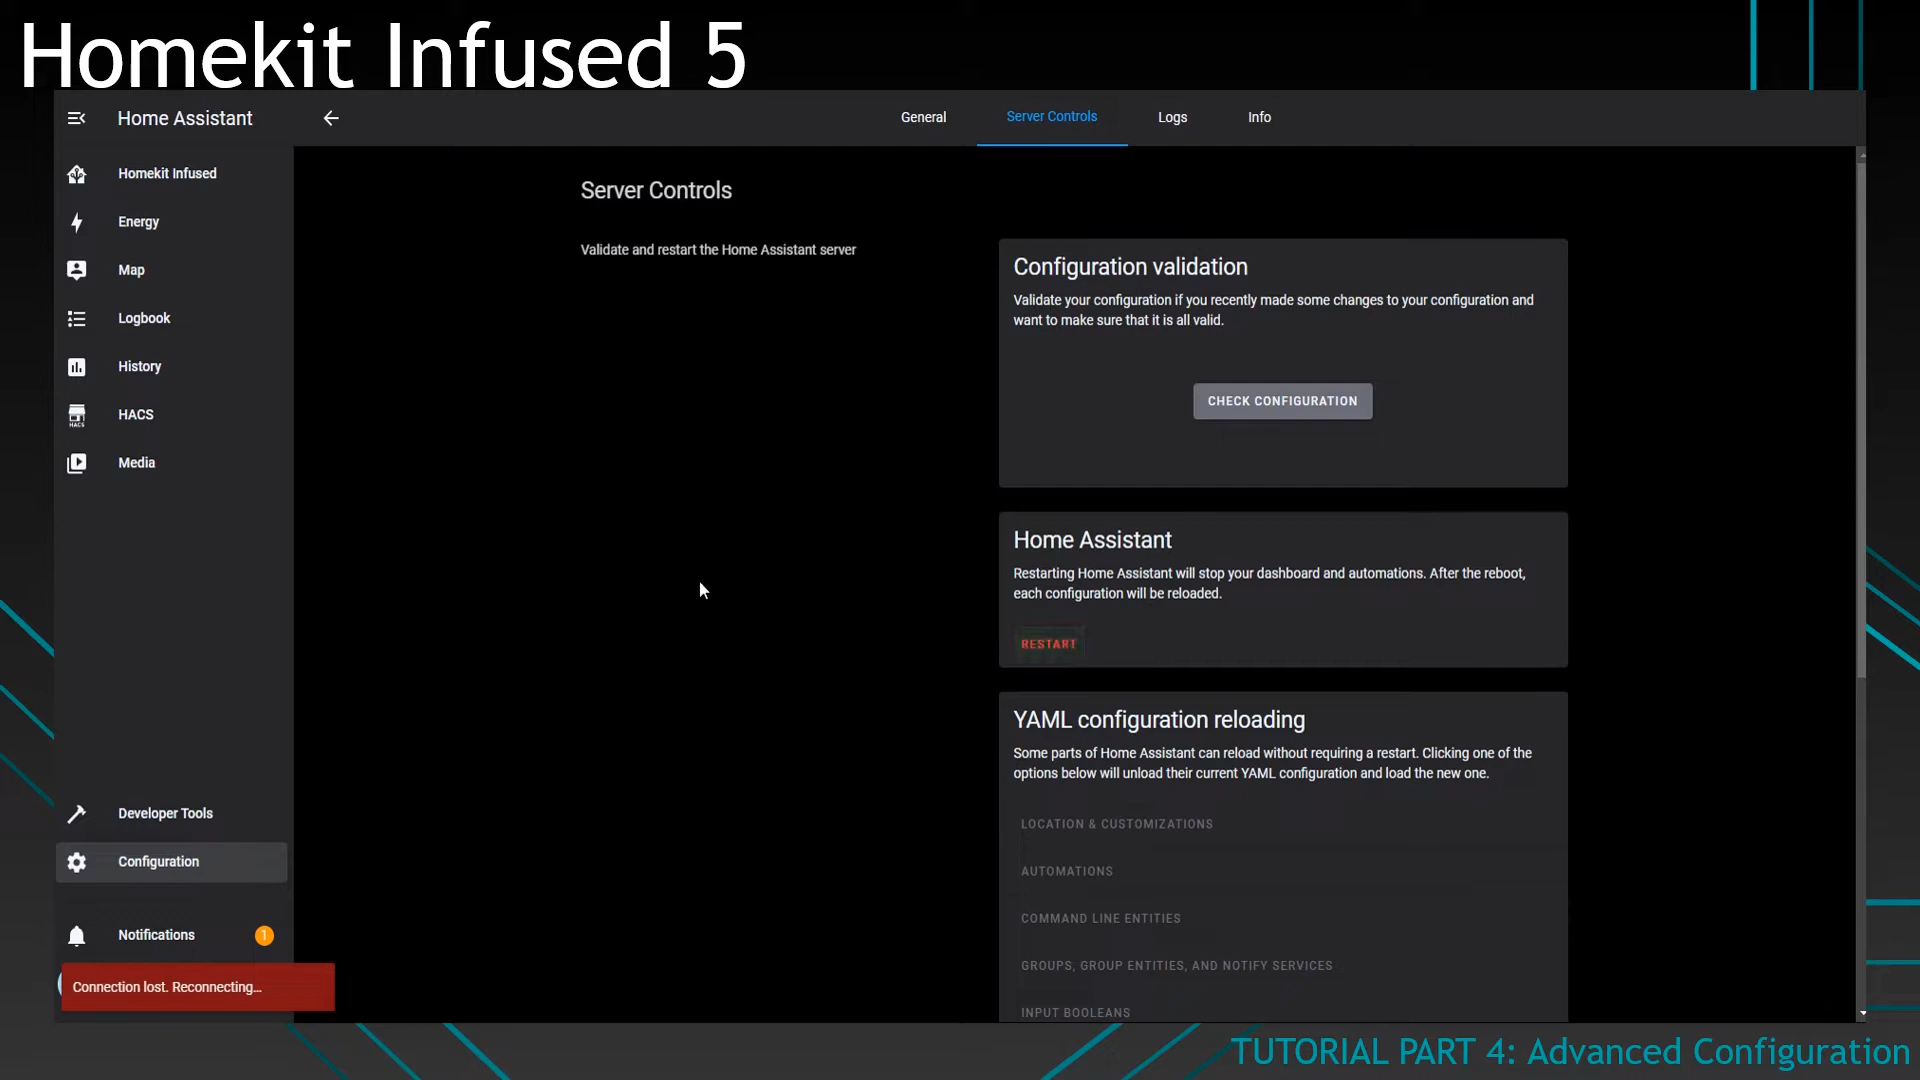 Homekit Infused 5
Home Assistant
General
Server Controls
Logs
Info
Homekit Infused
Energy
Map
Logbook
History
HACS
HACS
Media
Developer Tools
Configuration
Notifications
1
Connection lost. Reconnecting...
Server Controls
Validate and restart the Home Assistant server
Configuration validation
Validate your configuration if you recently made some changes to your configuration and
want to make sure that it is all valid.
CHECK CONFIGURATION
Home Assistant
Restarting Home Assistant will stop your dashboard and automations. After the reboot,
each configuration will be reloaded.
RESTART
YAML configuration reloading
Some parts of Home Assistant can reload without requiring a restart. Clicking one of the
options below will unload their current YAML configuration and load the new one.
LOCATION & CUSTOMIZATIONS
AUTOMATIONS
COMMAND LINE ENTITIES
GROUPS, GROUP ENTITIES, AND NOTIFY SERVICES
INPUT BOOLEANS
TUTORIAL PART 4: Advanced Configuration